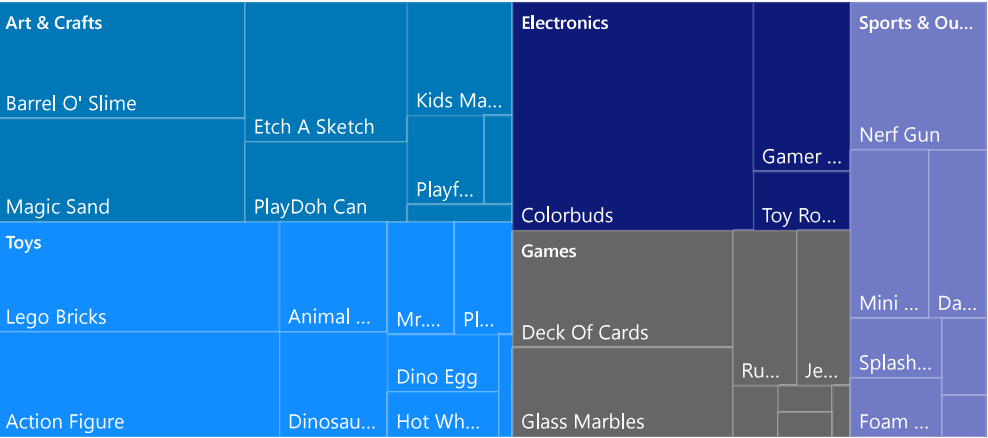 Art & Crafts
Barrel O' Slime
Magic Sand
Etch A Sketch
PlayDoh Can
Kids Ma...
Playf...
Toys
Lego Bricks
Action Figure
Animal ...
Dinosau...
Mr....
Pl...
Dino Egg
Hot Wh...
Electronics
Colorbuds
Gamer ...
Toy Ro...
Games
Deck Of Cards
Glass Marbles
Ru...
Je...
Sports & Ou...
Nerf Gun
Mini ...
Da...
Splash...
Foam ...